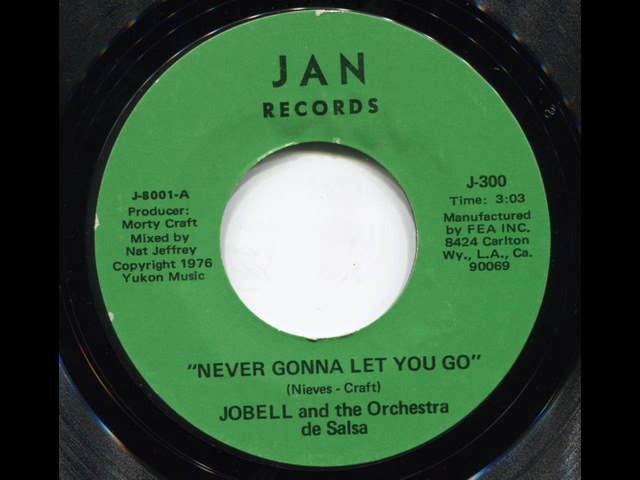 JAN
RECORDS
J-8001-A
Producer:
Morty Craft
Mixed by
Nat Jeffrey
Copyright 1976
Yukon Music
J-300
Time: 3:03
Manufactured
by FEA INC.
8424 Carlton
Wy., L.A., Ca.
90069
"NEVER GONNA LET YOU GO"
(Nieves - Craft)
JOBELL and the Orchestra
de Salsa